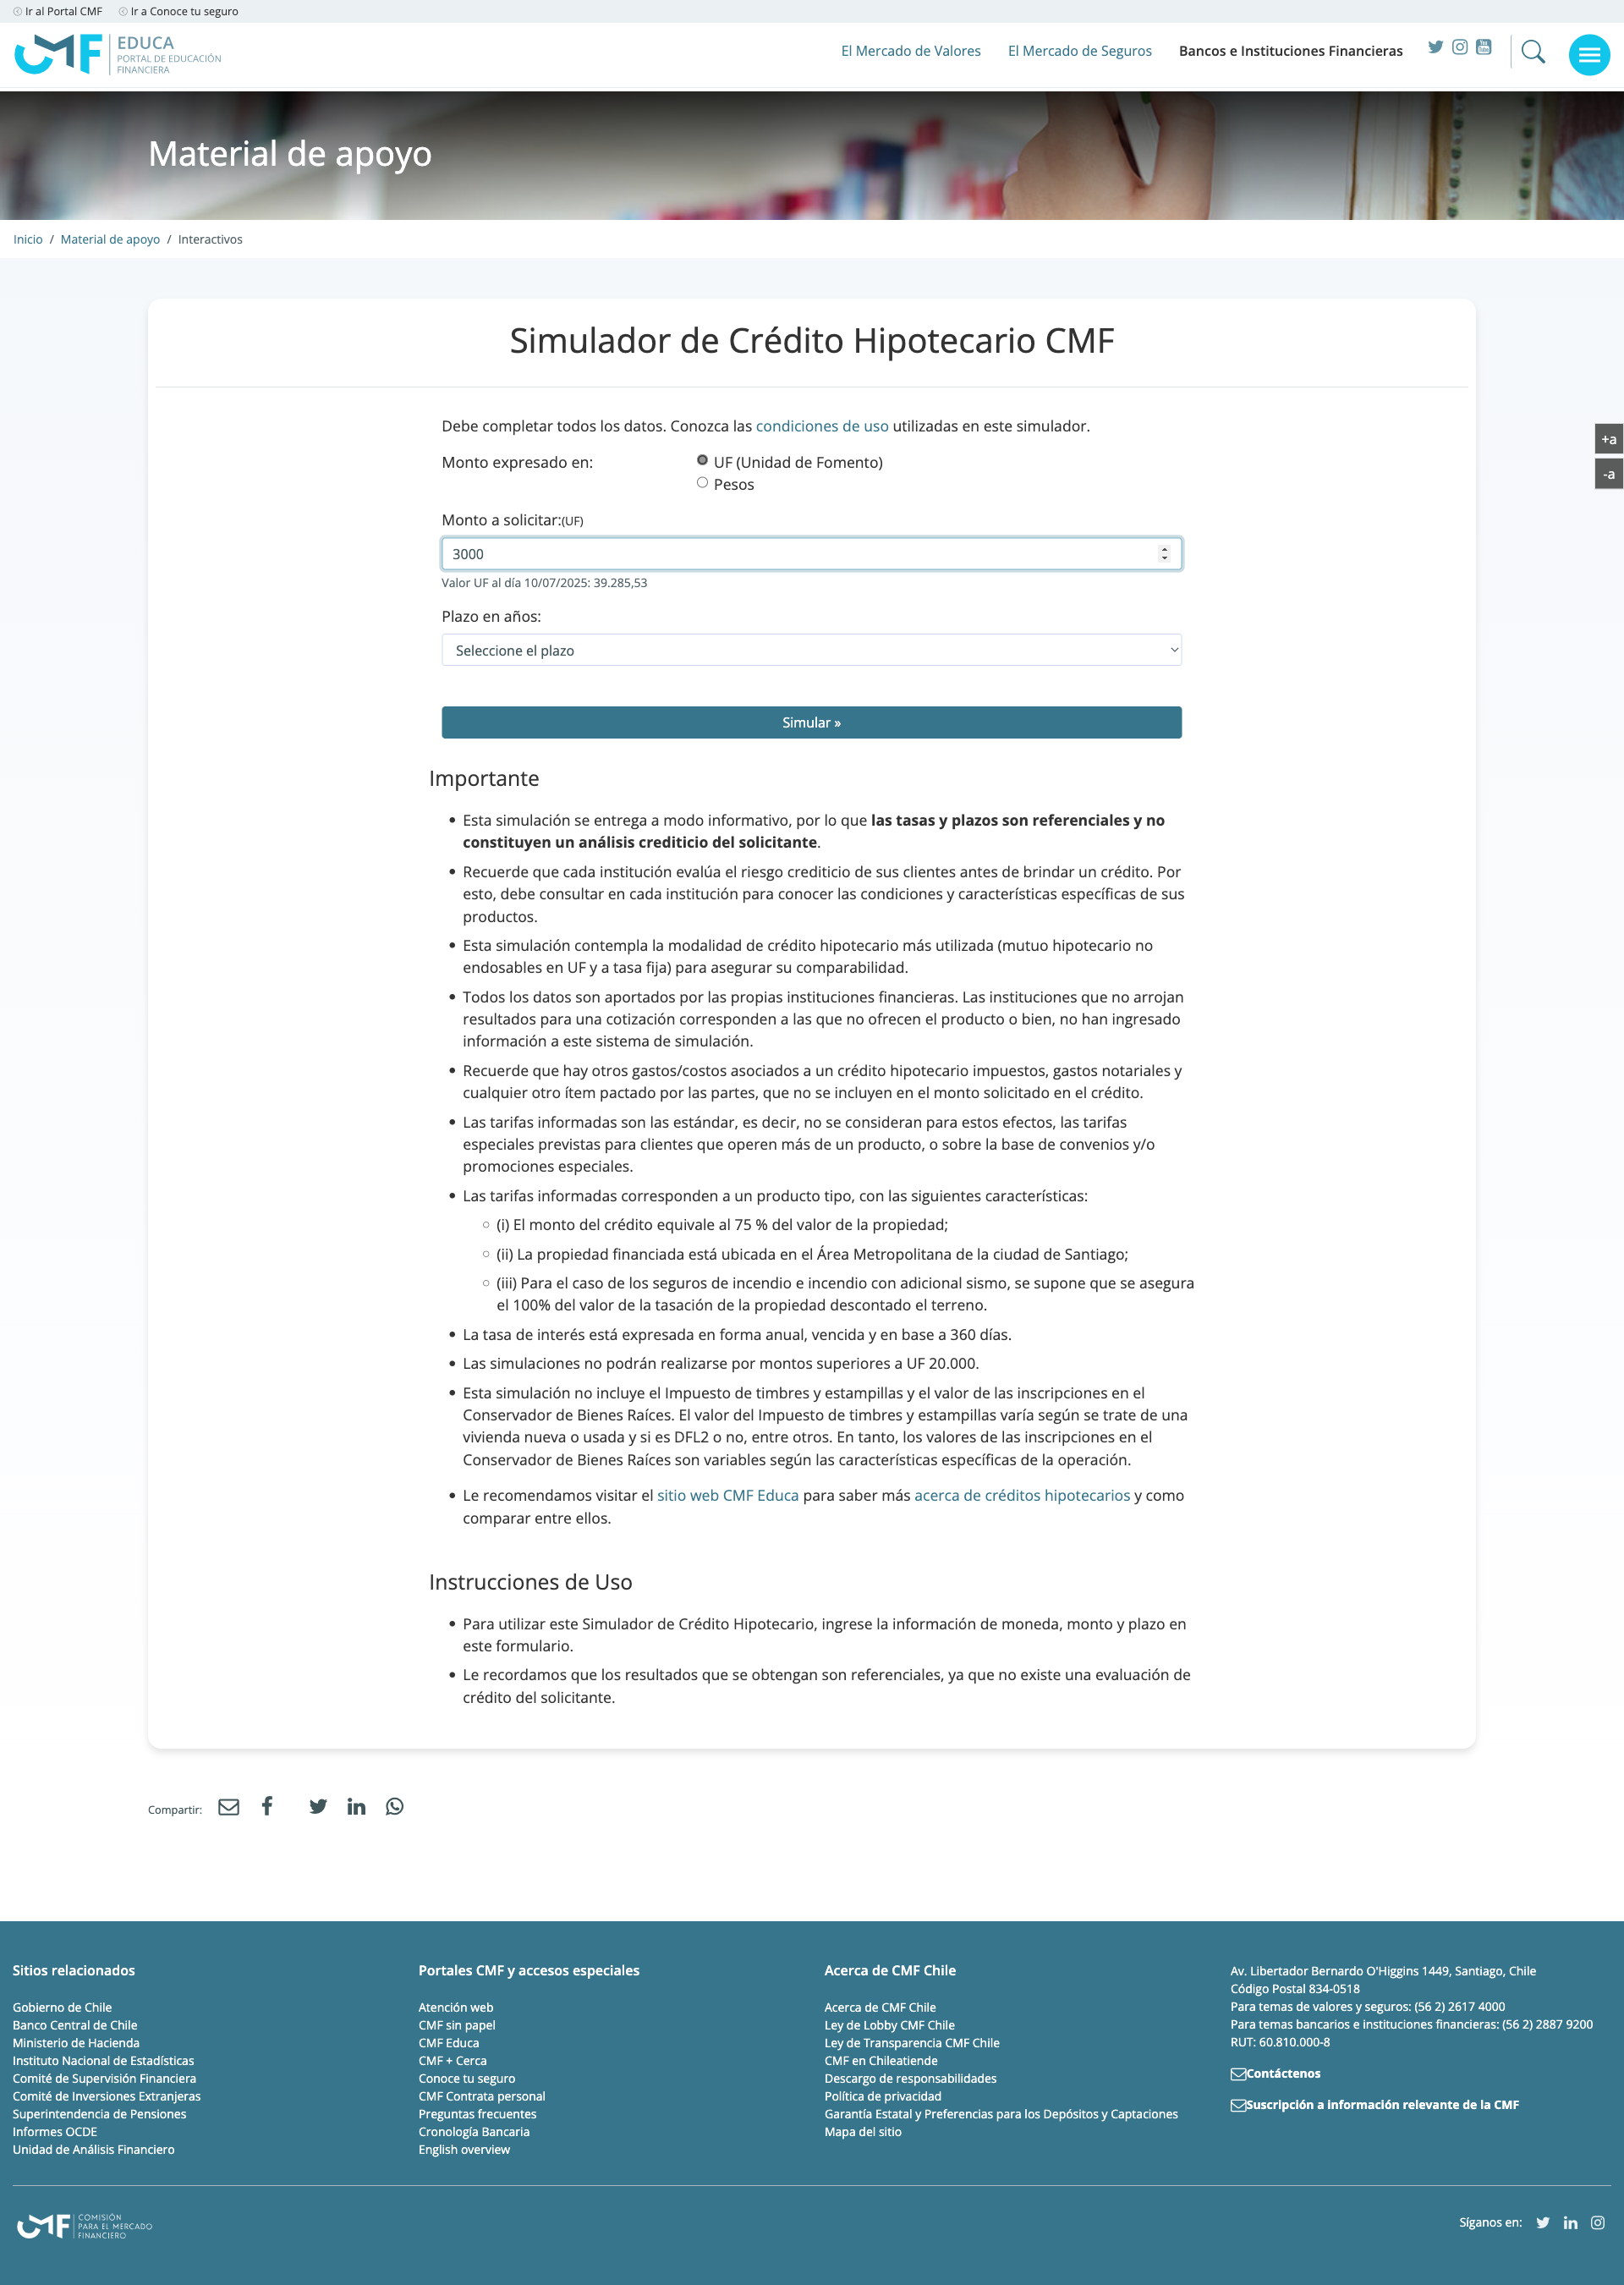 Ir al Portal CMF Ir a Conoce tu seguro
CMF EDUCA
PORTAL DE EDUCACIÓN
FINANCIERA
El Mercado de Valores El Mercado de Seguros Bancos e Instituciones Financieras
Material de apoyo
Inicio / Material de apoyo / Interactivos
Simulador de Crédito Hipotecario CMF
+a
-a
Debe completar todos los datos. Conozca las condiciones de uso utilizadas en este simulador.
Monto expresado en: UF (Unidad de Fomento)
Pesos
Monto a solicitar:(UF)
3000
Valor UF al día 10/07/2025: 39.285,53
Plazo en años:
Seleccione el plazo
Simular »
Importante
Esta simulación se entrega a modo informativo, por lo que las tasas y plazos son referenciales y no
constituyen un análisis crediticio del solicitante.
Recuerde que cada institución evalúa el riesgo crediticio de sus clientes antes de brindar un crédito. Por
esto, debe consultar en cada institución para conocer las condiciones y características específicas de sus
productos.
Esta simulación contempla la modalidad de crédito hipotecario más utilizada (mutuo hipotecario no
endosables en UF y a tasa fija) para asegurar su comparabilidad.
Todos los datos son aportados por las propias instituciones financieras. Las instituciones que no arrojan
resultados para una cotización corresponden a las que no ofrecen el producto o bien, no han ingresado
información a este sistema de simulación.
Recuerde que hay otros gastos/costos asociados a un crédito hipotecario impuestos, gastos notariales y
cualquier otro ítem pactado por las partes, que no se incluyen en el monto solicitado en el crédito.
Las tarifas informadas son las estándar, es decir, no se consideran para estos efectos, las tarifas
especiales previstas para clientes que operen más de un producto, o sobre la base de convenios y/o
promociones especiales.
Las tarifas informadas corresponden a un producto tipo, con las siguientes características:
(i) El monto del crédito equivale al 75 % del valor de la propiedad;
(ii) La propiedad financiada está ubicada en el Área Metropolitana de la ciudad de Santiago;
(iii) Para el caso de los seguros de incendio e incendio con adicional sismo, se supone que se asegura
el 100% del valor de la tasación de la propiedad descontado el terreno.
La tasa de interés está expresada en forma anual, vencida y en base a 360 días.
Las simulaciones no podrán realizarse por montos superiores a UF 20.000.
Esta simulación no incluye el Impuesto de timbres y estampillas y el valor de las inscripciones en el
Conservador de Bienes Raíces. El valor del Impuesto de timbres y estampillas varía según se trate de una
vivienda nueva o usada y si es DFL2 o no, entre otros. En tanto, los valores de las inscripciones en el
Conservador de Bienes Raíces son variables según las características específicas de la operación.
Le recomendamos visitar el sitio web CMF Educa para saber más acerca de créditos hipotecarios y como
comparar entre ellos.
Instrucciones de Uso
Para utilizar este Simulador de Crédito Hipotecario, ingrese la información de moneda, monto y plazo en
este formulario.
Le recordamos que los resultados que se obtengan son referenciales, ya que no existe una evaluación de
crédito del solicitante.
Compartir:
Sitios relacionados
Gobierno de Chile
Banco Central de Chile
Ministerio de Hacienda
Instituto Nacional de Estadísticas
Comité de Supervisión Financiera
Comité de Inversiones Extranjeras
Superintendencia de Pensiones
Informes OCDE
Unidad de Análisis Financiero
Portales CMF y accesos especiales
Atención web
CMF sin papel
CMF Educa
CMF + Cerca
Conoce tu seguro
CMF Contrata personal
Preguntas frecuentes
Cronología Bancaria
English overview
Acerca de CMF Chile
Acerca de CMF Chile
Ley de Lobby CMF Chile
Ley de Transparencia CMF Chile
CMF en Chileatiende
Descargo de responsabilidades
Política de privacidad
Garantía Estatal y Preferencias para los Depósitos y Captaciones
Mapa del sitio
Av. Libertador Bernardo O'Higgins 1449, Santiago, Chile
Código Postal 834-0518
Para temas de valores y seguros: (56 2) 2617 4000
Para temas bancarios e instituciones financieras: (56 2) 2887 9200
RUT: 60.810.000-8
Contáctenos
Suscripción a información relevante de la CMF
CMF COMISIÓN
PARA EL MERCADO
FINANCIERO
Síganos en: